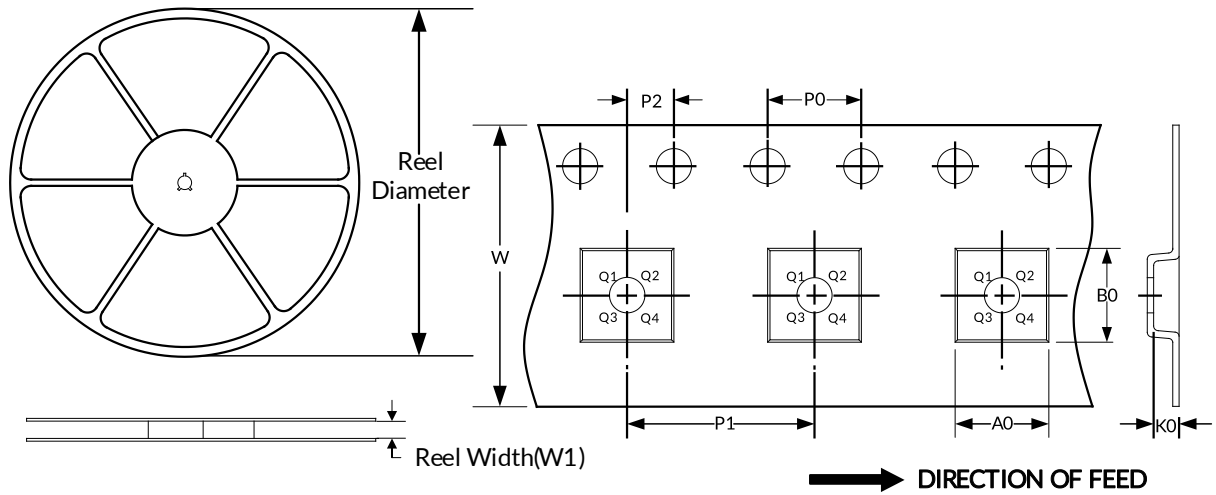 P2
P0
Reel
Diameter
W
Q1 Q2
Q3 Q4
Q1 Q2
Q3 Q4
Q1 Q2
Q3 Q4
B0
P1
A0
K0
Reel Width(W1)
DIRECTION OF FEED